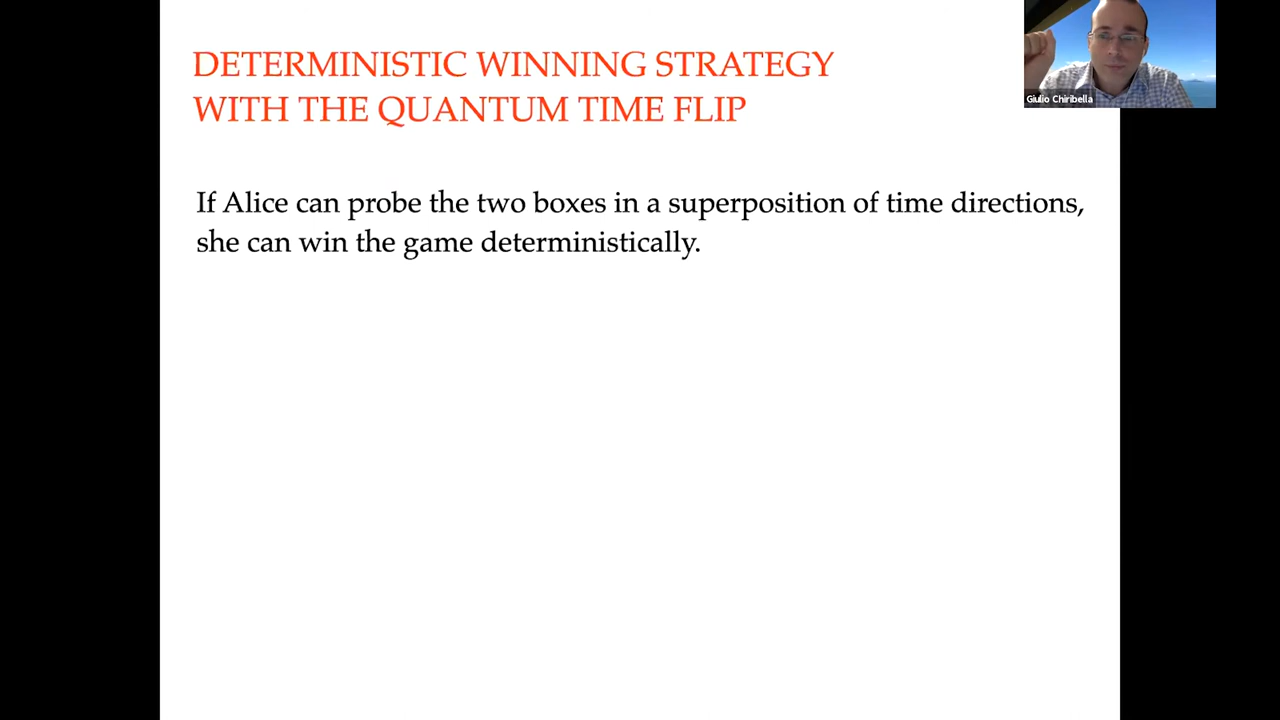 DETERMINISTIC WINNING STRATEGY
WITH THE QUANTUM TIME FLIP
If Alice can probe the two boxes in a superposition of time directions,
she can win the game deterministically.
Giulio Chiribella